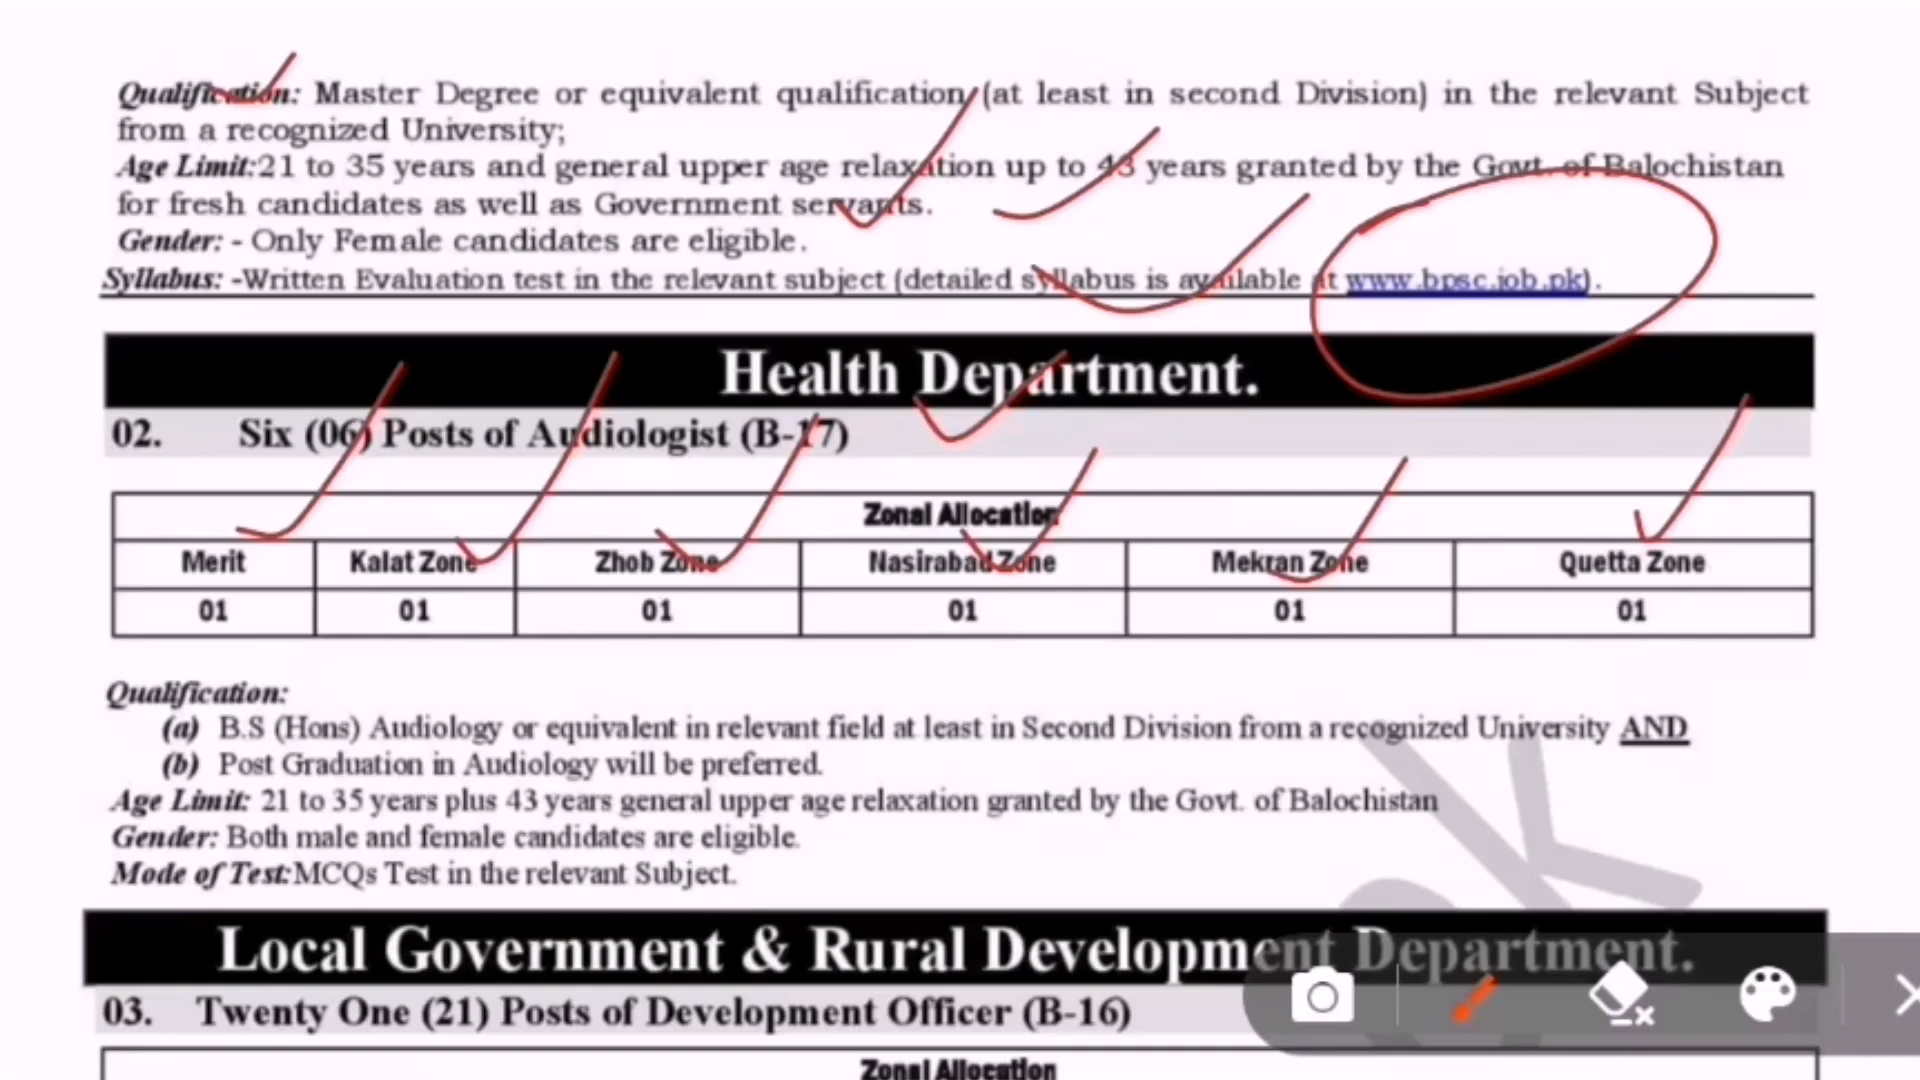 Qualification: Master Degree or equivalent qualification (at least in second Division) in the relevant Subject
from a recognized University;
Age Limit:21 to 35 years and general upper age relaxation up to 43 years granted by the Govt. of Balochistan
for fresh candidates as well as Government servants.
Gender: - Only Female candidates are eligible.
Syllabus: -Written Evaluation test in the relevant subject (detailed syllabus is available at www.bpsc.job.pk).
Health Department.
02. Six (06) Posts of Audiologist (B-17)
Zonal Allocation
Merit Kalat Zone Zhob Zone Nasirabad Zone Mekran Zone Quetta Zone
01 01 01 01 01 01
Qualification:
(a) B.S (Hons) Audiology or equivalent in relevant field at least in Second Division from a recognized University AND
(b) Post Graduation in Audiology will be preferred.
Age Limit: 21 to 35 years plus 43 years general upper age relaxation granted by the Govt. of Balochistan
Gender: Both male and female candidates are eligible.
Mode of Test:MCQs Test in the relevant Subject.
Local Government & Rural Development Department.
03. Twenty One (21) Posts of Development Officer (B-16)
Zonal Allocation